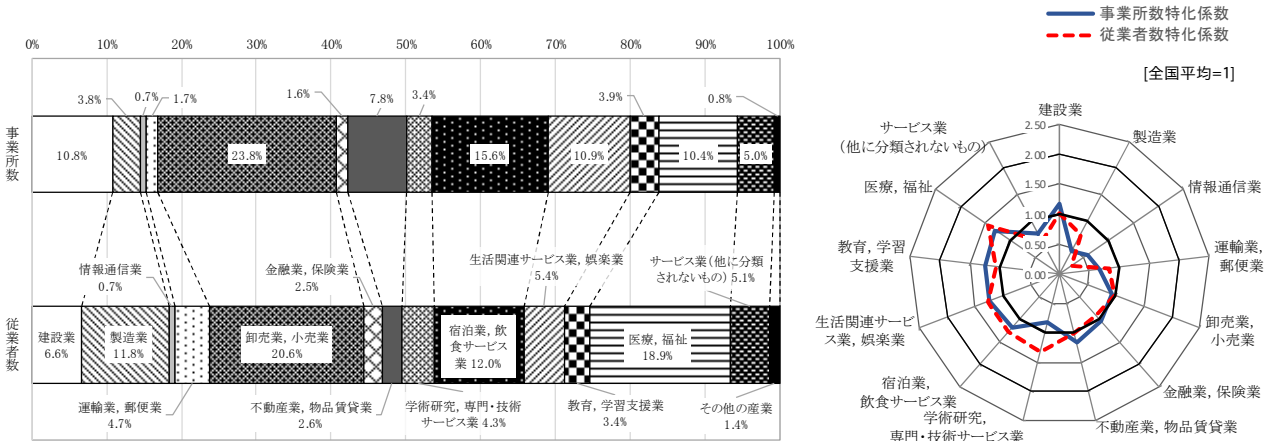 0% 10% 20% 30% 40% 50% 60% 70% 80% 90% 100%
3.8% 0.7% 1.7% 1.6% 7.8% 3.4% 3.9% 0.8%
事業所数
10.8% 23.8% 15.6% 10.9% 10.4% 5.0%
情報通信業
0.7%
金融業, 保険業
2.5%
生活関連サービス業, 娯楽業
5.4%
サービス業(他に分類
されないもの) 5.1%
従業者数
建設業
6.6%
製造業
11.8%
卸売業, 小売業
20.6%
宿泊業, 飲
食サービス
業 12.0%
医療, 福祉
18.9%
運輸業, 郵便業
4.7%
不動産業, 物品賃貸業
2.6%
学術研究, 専門・技術
サービス業 4.3%
教育, 学習支援業
3.4%
その他の産業
1.4%
事業所数特化係数
従業者数特化係数
[全国平均=1]
2.50
2.00
1.50
1.00
0.50
0.00
建設業
製造業
情報通信業
運輸業,
郵便業
卸売業,
小売業
金融業, 保険業
不動産業, 物品賃貸業
学術研究,
専門・技術サービス業
宿泊業,
飲食サービス業
生活関連サービ
ス業, 娯楽業
教育, 学習
支援業
医療, 福祉
サービス業
(他に分類されないもの)